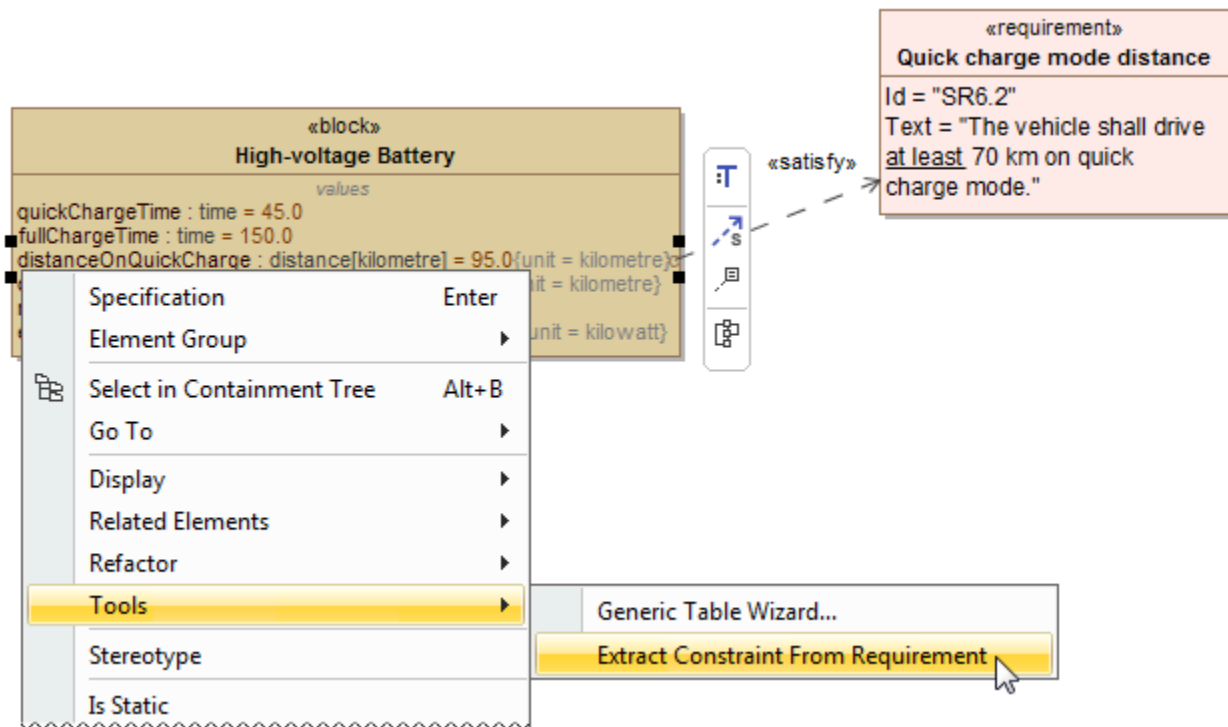 «requirement»
Quick charge mode distance
Id = "SR6.2"
Text = "The vehicle shall drive
at least 70 km on quick
charge mode."
«block»
High-voltage Battery
values
quickChargeTime : time = 45.0
fullChargeTime : time = 150.0
distanceOnQuickCharge : distance[kilometre] = 95.0{unit = kilometre}
= kilometre}
unit = kilowatt}
«satisfy»
:T
S
Specification Enter
Element Group
Select in Containment Tree Alt+B
Go To
Display
Related Elements
Refactor
Tools
Generic Table Wizard...
Extract Constraint From Requirement
Stereotype
Is Static